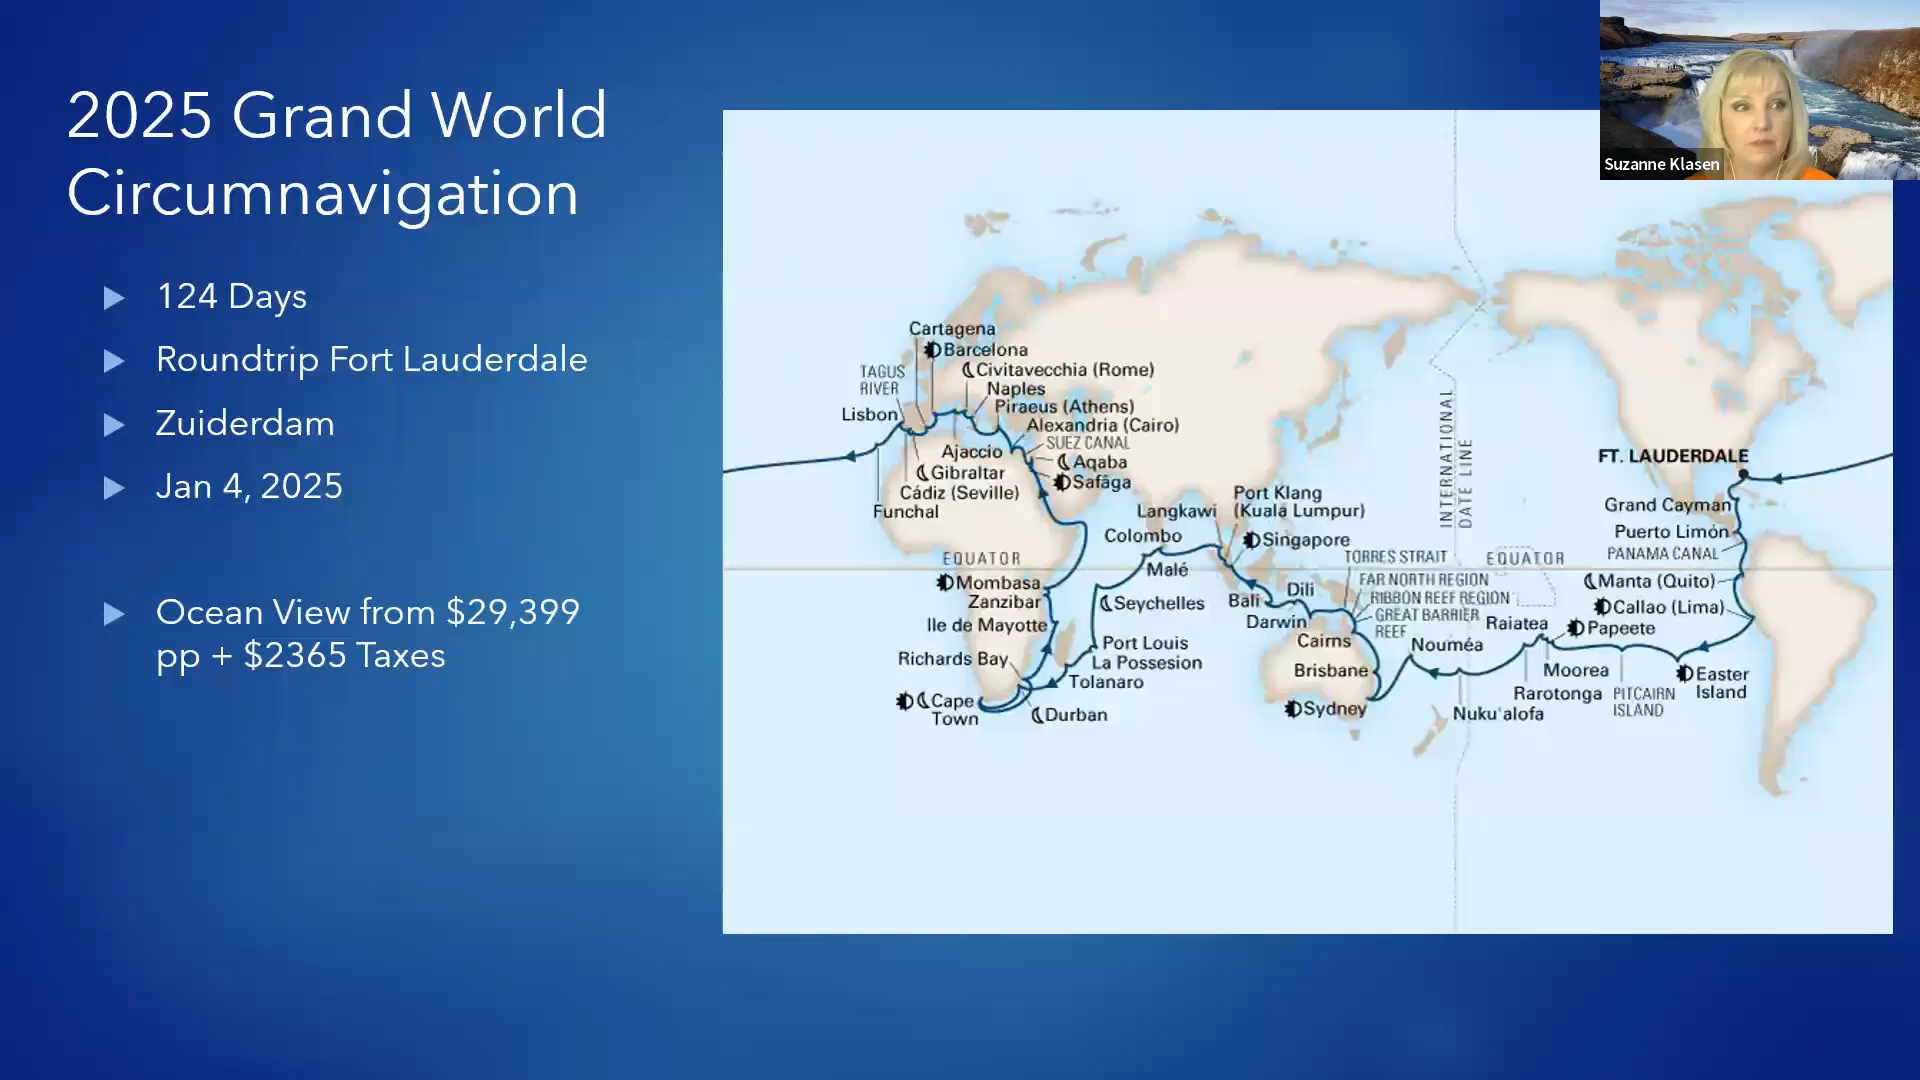 2025 Grand World
Circumnavigation
124 Days
Roundtrip Fort Lauderdale
Zuiderdam
Jan 4, 2025
Ocean View from $29,399
pp + $2365 Taxes
Suzanne Klasen
Cartagena
Barcelona
Civitavecchia (Rome)
TAGUS
RIVER
Naples
Lisbon
Piraeus (Athens)
Alexandria (Cairo)
SUEZ CANAL
Ajaccio
Aqaba
Gibraltar
Safâga
Cádiz (Seville)
Funchal
EQUATOR
Mombasa
Zanzibar
Ile de Mayotte
Richards Bay
Cape
Town
Durban
Tolanaro
La Possesion
Port Louis
Seychelles
Malé
Colombo
Langkawi
Port Klang
(Kuala Lumpur)
Singapore
Bali
Dili
Darwin
TORRES STRAIT
FAR NORTH REGION
RIBBON REEF REGION
GREAT BARRIER
REEF
Cairns
Brisbane
Sydney
Nouméa
INTERNATIONAL
DATE LINE
EQUATOR
Nuku'alofa
Raiatea
Rarotonga
Moorea
Papeete
PITCAIRN
ISLAND
Easter
Island
Callao (Lima)
Manta (Quito)
PANAMA CANAL
Puerto Limón
Grand Cayman
FT. LAUDERDALE